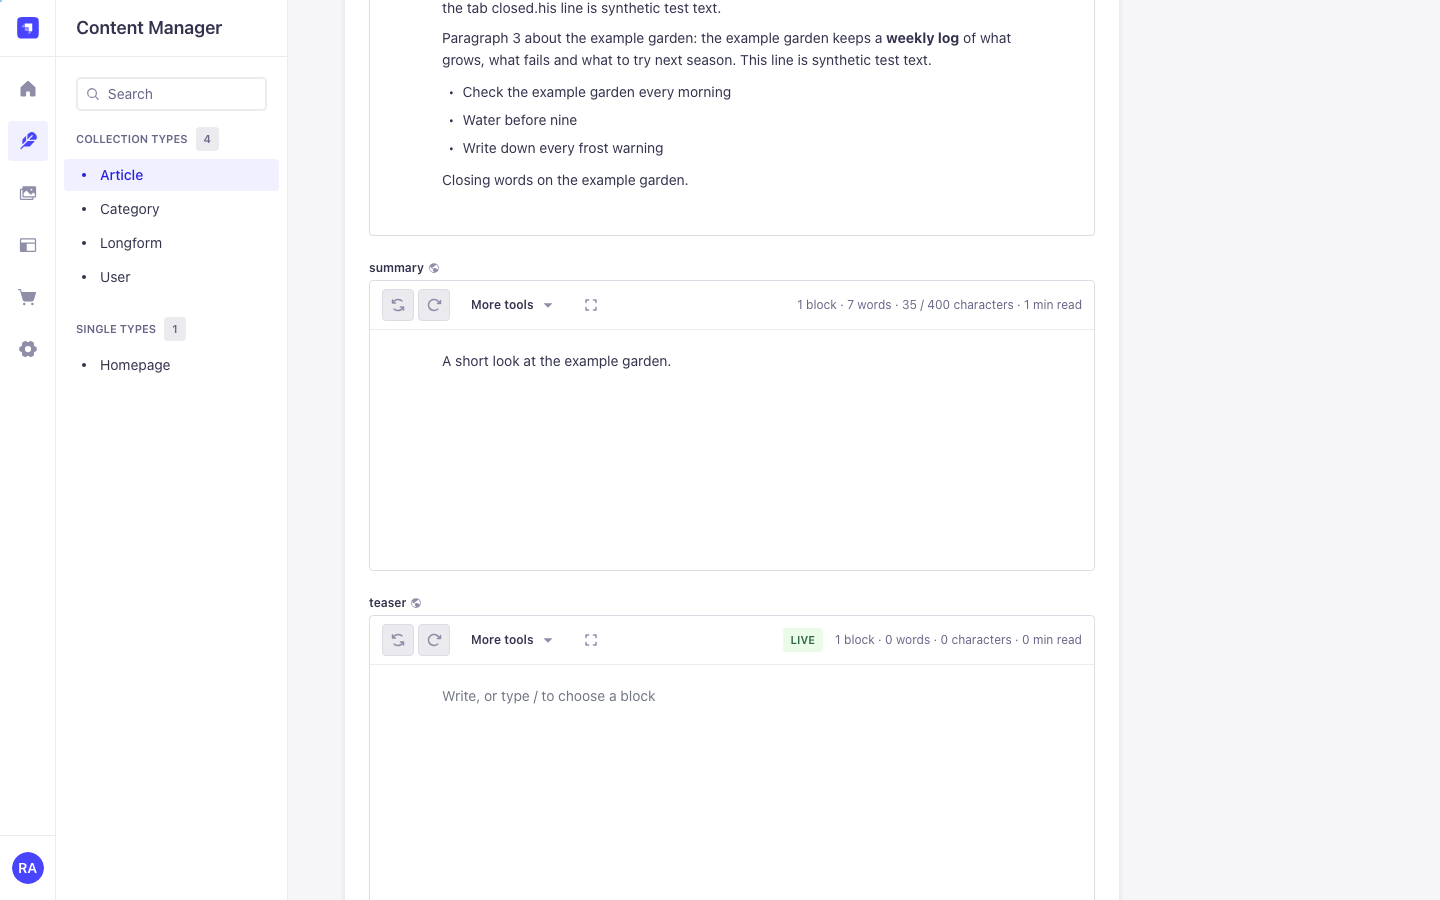 Content Manager
Search
COLLECTION TYPES 4
Article
Category
Longform
User
SINGLE TYPES 1
Homepage
RA
the tab closed.his line is synthetic test text.
Paragraph 3 about the example garden: the example garden keeps a weekly log of what
grows, what fails and what to try next season. This line is synthetic test text.
• Check the example garden every morning
• Water before nine
• Write down every frost warning
Closing words on the example garden.
summary
More tools
1 block · 7 words · 35 / 400 characters · 1 min read
A short look at the example garden.
teaser
More tools
LIVE 1 block · 0 words · 0 characters · 0 min read
Write, or type / to choose a block